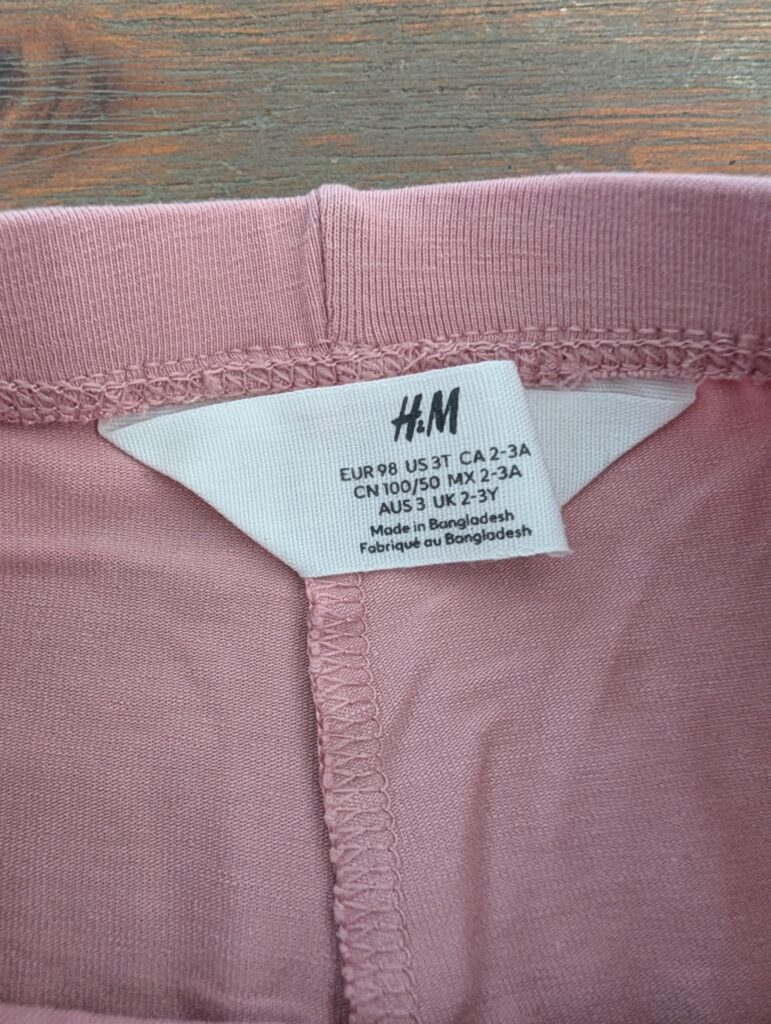 H&M
EUR 98 US 3T CA 2-3A
CN 100/50 MX 2-3A
AUS 3 UK 2-3Y
Made in Bangladesh
Fabriqué au Bangladesh